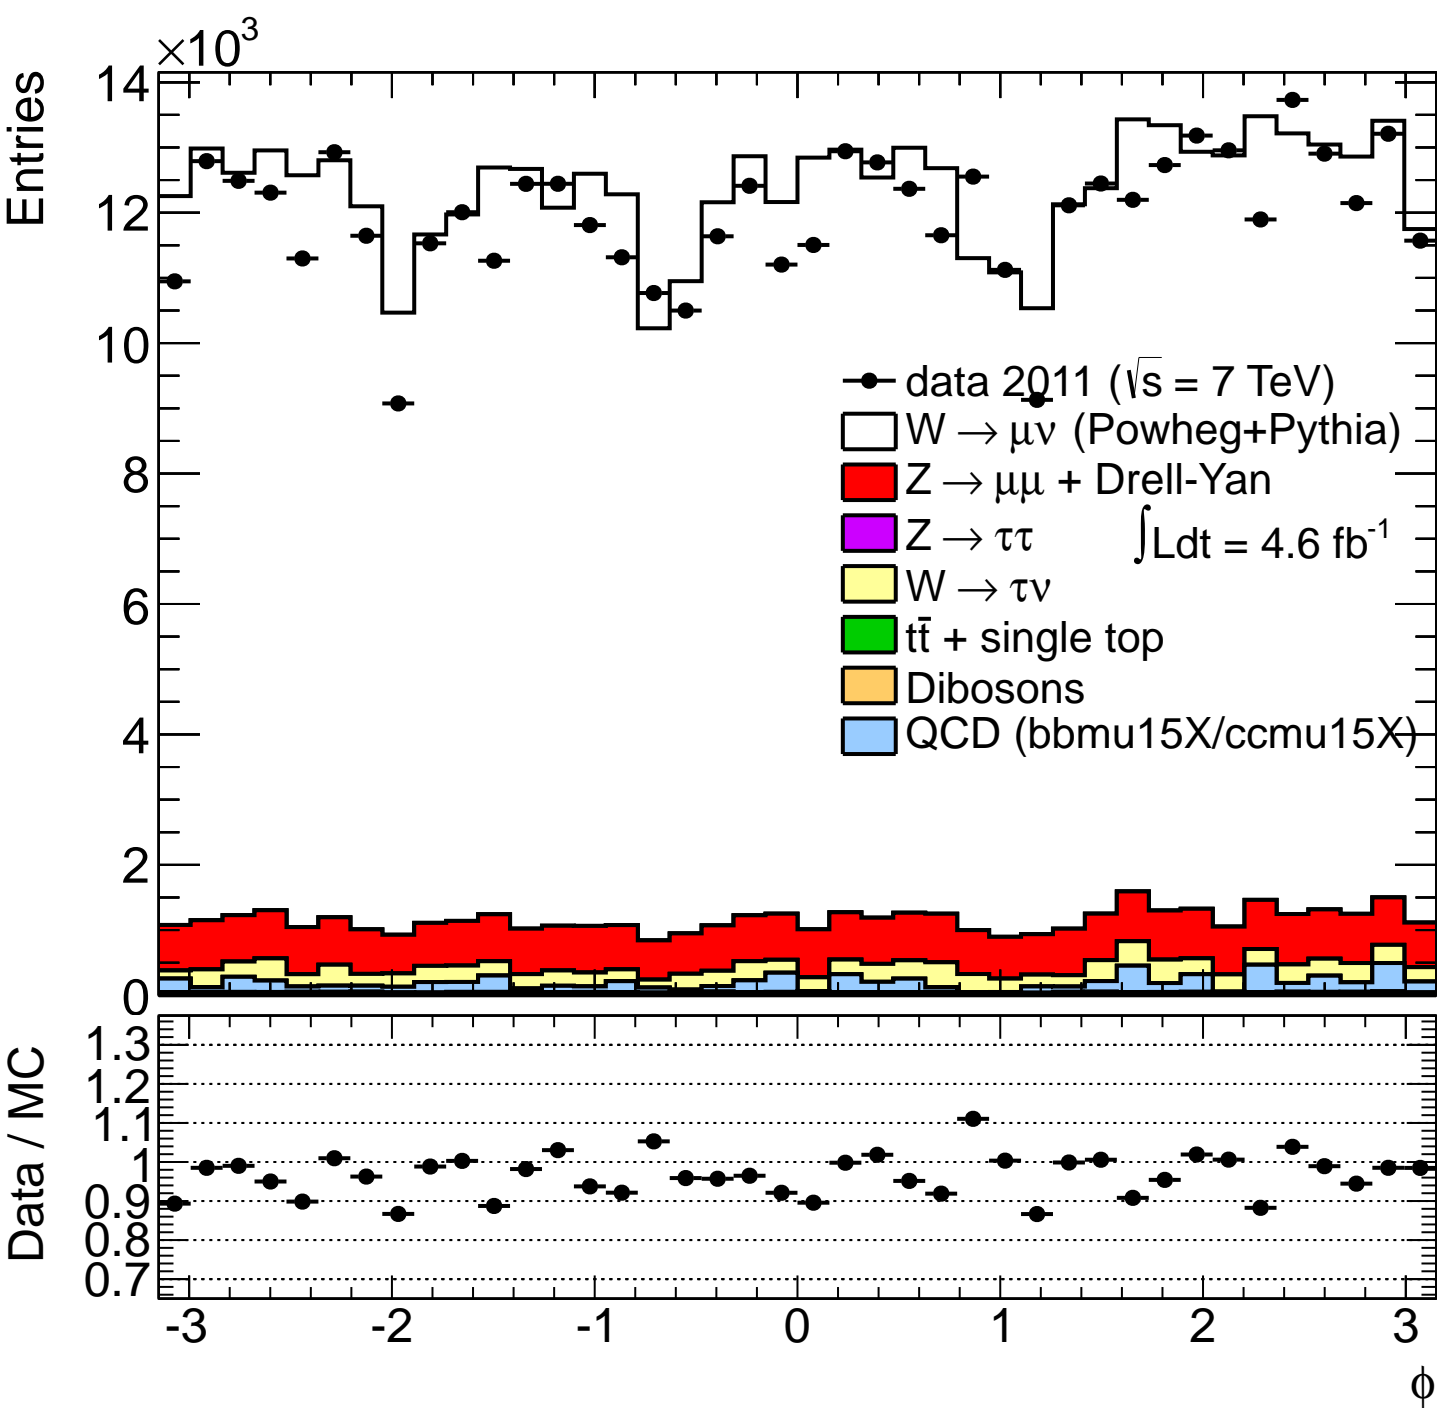 ×10³
Entries
14
12
10
8
6
4
2
0
data 2011 (√s = 7 TeV)
W → μν (Powheg+Pythia)
Z → μμ + Drell-Yan
Z → ττ
∫Ldt = 4.6 fb⁻¹
W → τν
tt̄ + single top
Dibosons
QCD (bbmu15X/ccmu15X)
Data / MC
1.3
1.2
1.1
1
0.9
0.8
0.7
-3 -2 -1 0 1 2 3
ϕ